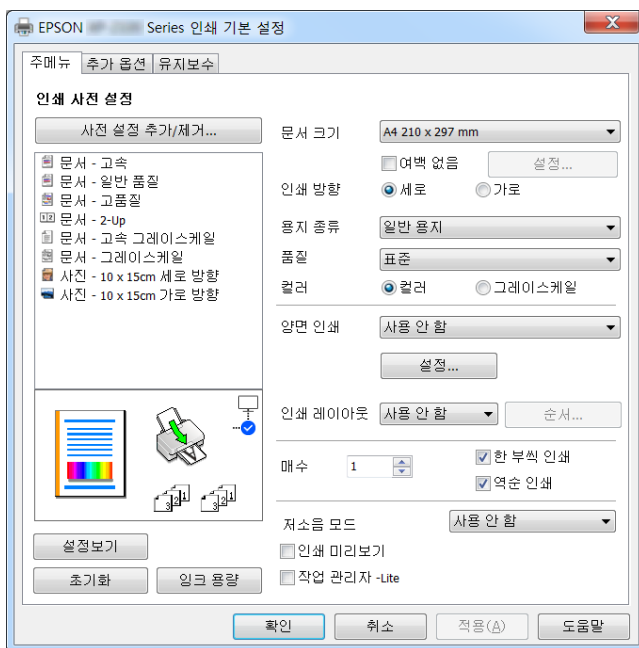 EPSON Series 인쇄 기본 설정
주메뉴 추가 옵션 유지보수
인쇄 사전 설정
사전 설정 추가/제거...
문서 - 고속
문서 - 일반 품질
문서 - 고품질
문서 - 2-Up
문서 - 고속 그레이스케일
문서 - 그레이스케일
사진 - 10 x 15cm 세로 방향
사진 - 10 x 15cm 가로 방향
설정보기
초기화 잉크 용량
문서 크기 A4 210 x 297 mm
여백 없음 설정...
인쇄 방향 세로 가로
용지 종류 일반 용지
품질 표준
컬러 컬러 그레이스케일
양면 인쇄 사용 안 함
설정...
인쇄 레이아웃 사용 안 함 순서...
매수 1 한 부씩 인쇄
역순 인쇄
저소음 모드 사용 안 함
인쇄 미리보기
작업 관리자 -Lite
확인 취소 적용(A) 도움말